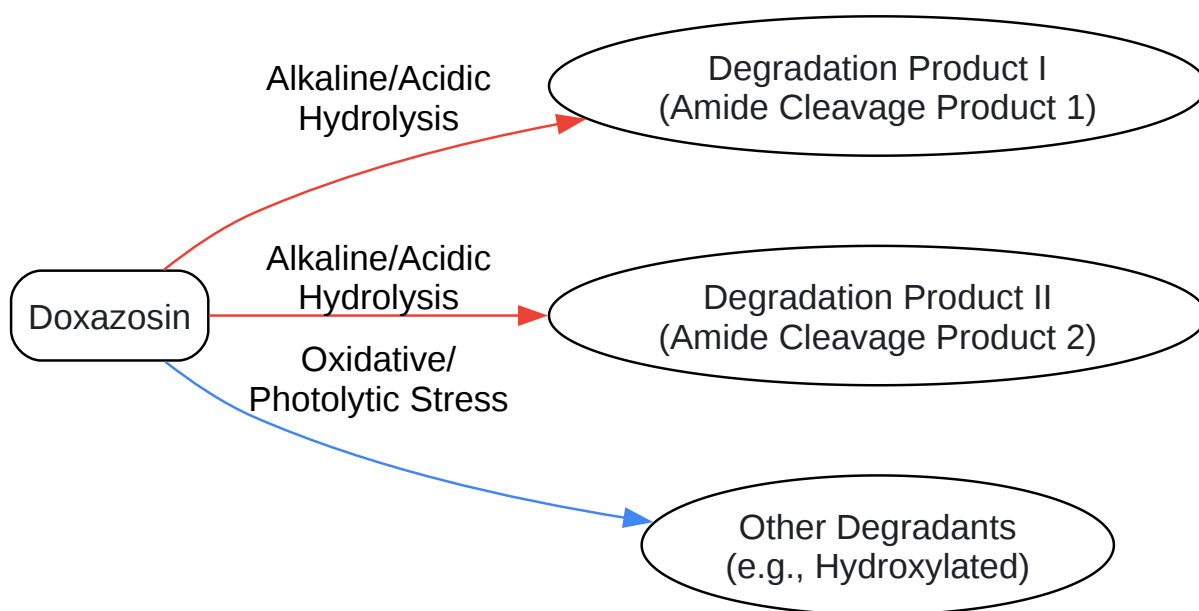 Alkaline/Acidic
Hydrolysis
Degradation Product I
(Amide Cleavage Product 1)
Doxazosin
Alkaline/Acidic
Hydrolysis
Degradation Product II
(Amide Cleavage Product 2)
Oxidative/
Photolytic Stress
Other Degradants
(e.g., Hydroxylated)